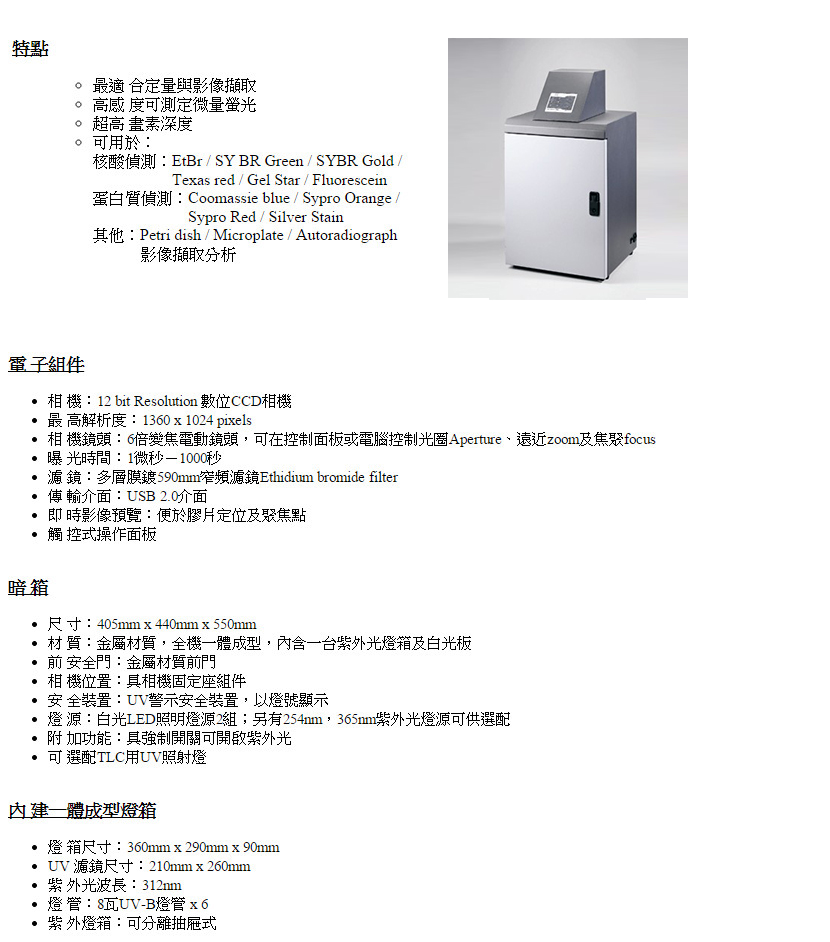 特點
最適 合定量與影像擷取
高感 度可測定微量螢光
超高 畫素深度
可用於：
核酸偵測：EtBr / SY BR Green / SYBR Gold /
Texas red / Gel Star / Fluorescein
蛋白質偵測：Coomassie blue / Sypro Orange /
Sypro Red / Silver Stain
其他：Petri dish / Microplate / Autoradiograph
影像擷取分析
電 子組件
相 機：12 bit Resolution 數位CCD相機
最 高解析度：1360 x 1024 pixels
相 機鏡頭：6倍變焦電動鏡頭，可在控制面板或電腦控制光圈Aperture、遠近zoom及焦聚focus
曝 光時間：1微秒－1000秒
濾 鏡：多層膜鍍590mm窄頻濾鏡Ethidium bromide filter
傳 輸介面：USB 2.0介面
即 時影像預覽：便於膠片定位及聚焦點
觸 控式操作面板
暗 箱
尺 寸：405mm x 440mm x 550mm
材 質：金屬材質，全機一體成型，內含一台紫外光燈箱及白光板
前 安全門：金屬材質前門
相 機位置：具相機固定座組件
安 全裝置：UV警示安全裝置，以燈號顯示
燈 源：白光LED照明燈源2組；另有254nm，365nm紫外光燈源可供選配
附 加功能：具強制開關可開啟紫外光
可 選配TLC用UV照射燈
內 建一體成型燈箱
燈 箱尺寸：360mm x 290mm x 90mm
UV 濾鏡尺寸：210mm x 260mm
紫 外光波長：312nm
燈 管：8瓦UV-B燈管 x 6
紫 外燈箱：可分離抽屜式